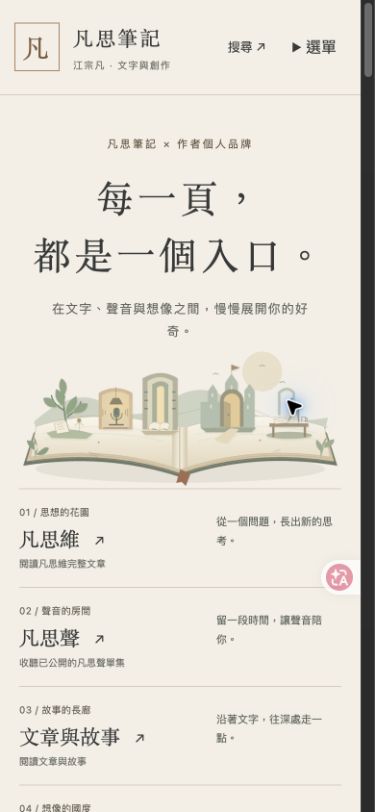 凡
凡思筆記
江宗凡 · 文字與創作
搜尋 ↗
▶ 選單
凡思筆記 × 作者個人品牌
每一頁，
都是一個入口。
在文字、聲音與想像之間，慢慢展開你的好
奇。
01 / 思想的花園
凡思維 ↗
閱讀凡思維完整文章
從一個問題，長出新的思
考。
02 / 聲音的房間
凡思聲 ↗
收聽已公開的凡思聲單集
留一段時間，讓聲音陪
你。
03 / 故事的長廊
文章與故事 ↗
閱讀文章與故事
沿著文字，往深處走一
點。
04 / 想像的國度